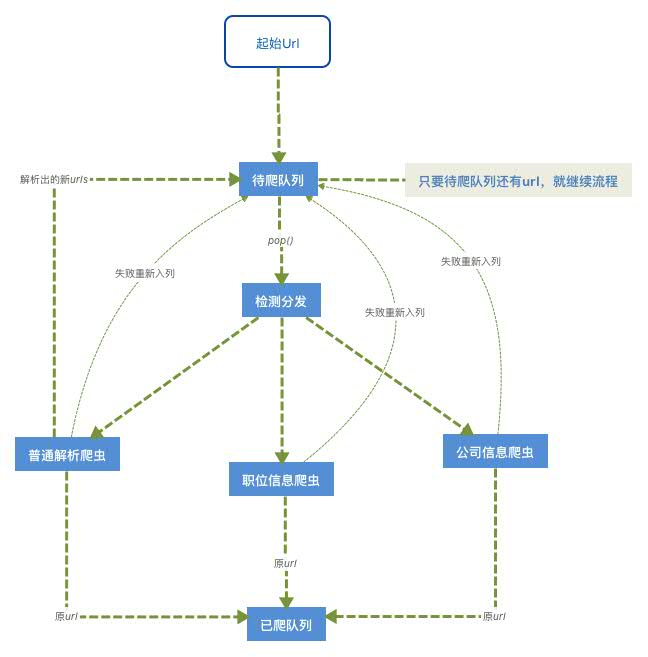 起始Url
解析出的新urls
待爬队列
只要待爬队列还有url，就继续流程
pop()
失败重新入列
失败重新入列
检测分发
失败重新入列
普通解析爬虫
职位信息爬虫
公司信息爬虫
原url
原url
原url
已爬队列